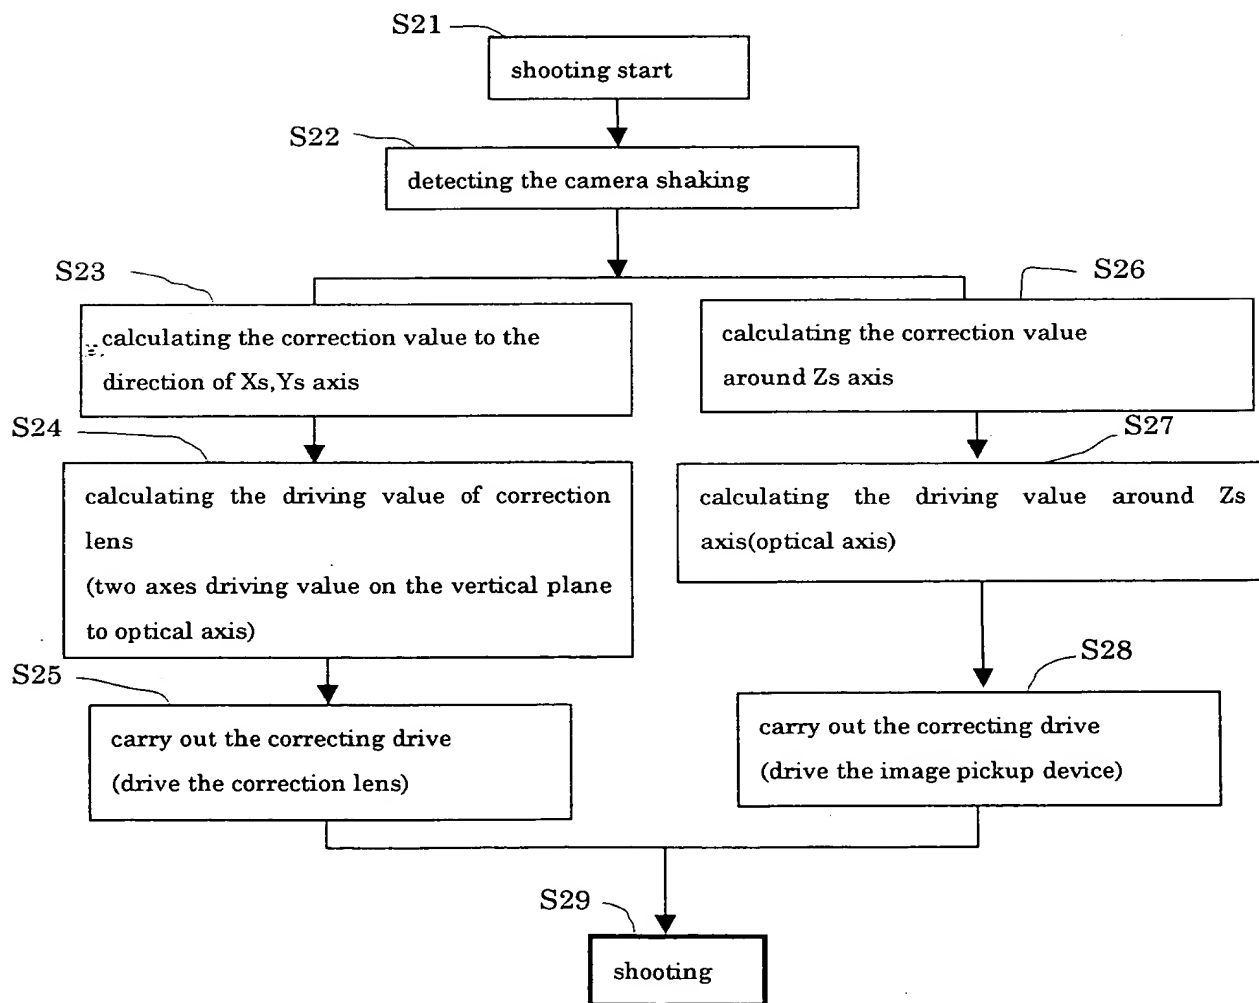 S21
shooting start
S22
detecting the camera shaking
S23
calculating the correction value to the
direction of Xs,Ys axis
S26
calculating the correction value
around Zs axis
S24
calculating the driving value of correction
lens
(two axes driving value on the vertical plane
to optical axis)
S27
calculating the driving value around Zs
axis(optical axis)
S25
carry out the correcting drive
(drive the correction lens)
S28
carry out the correcting drive
(drive the image pickup device)
S29
shooting